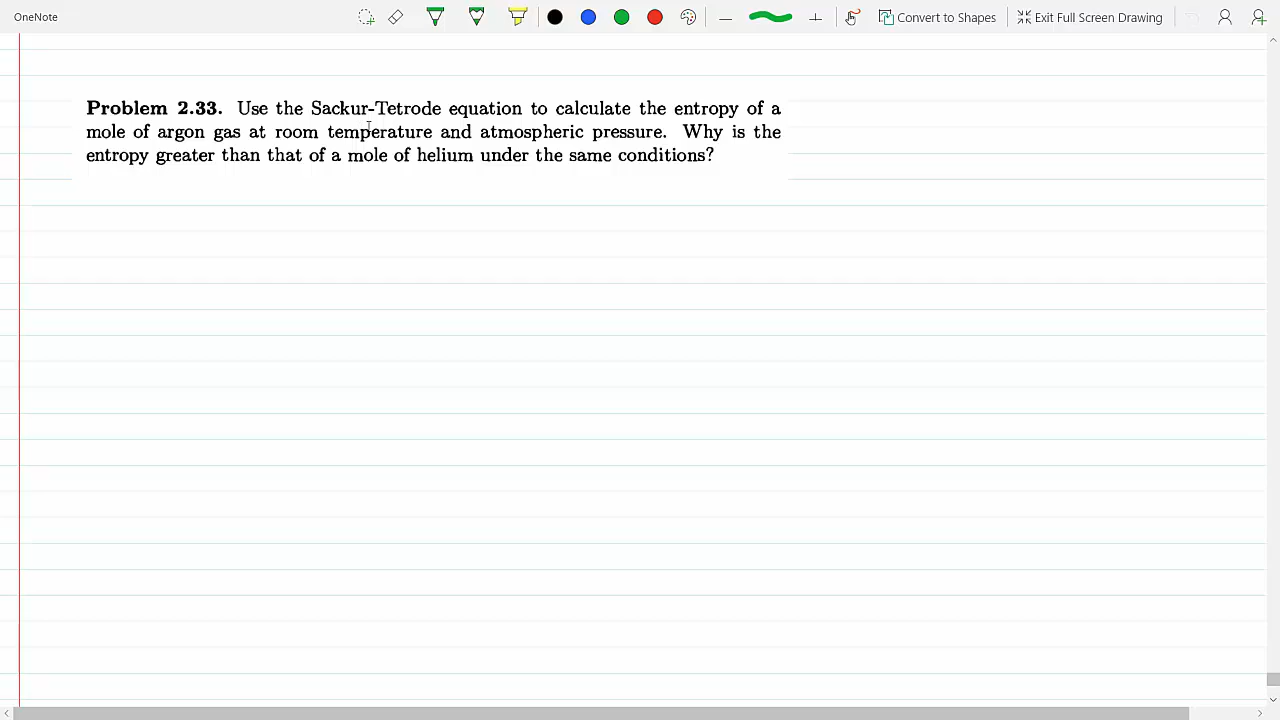 OneNote
Convert to Shapes
Exit Full Screen Drawing
Problem 2.33. Use the Sackur-Tetrode equation to calculate the entropy of a
mole of argon gas at room temperature and atmospheric pressure. Why is the
entropy greater than that of a mole of helium under the same conditions?